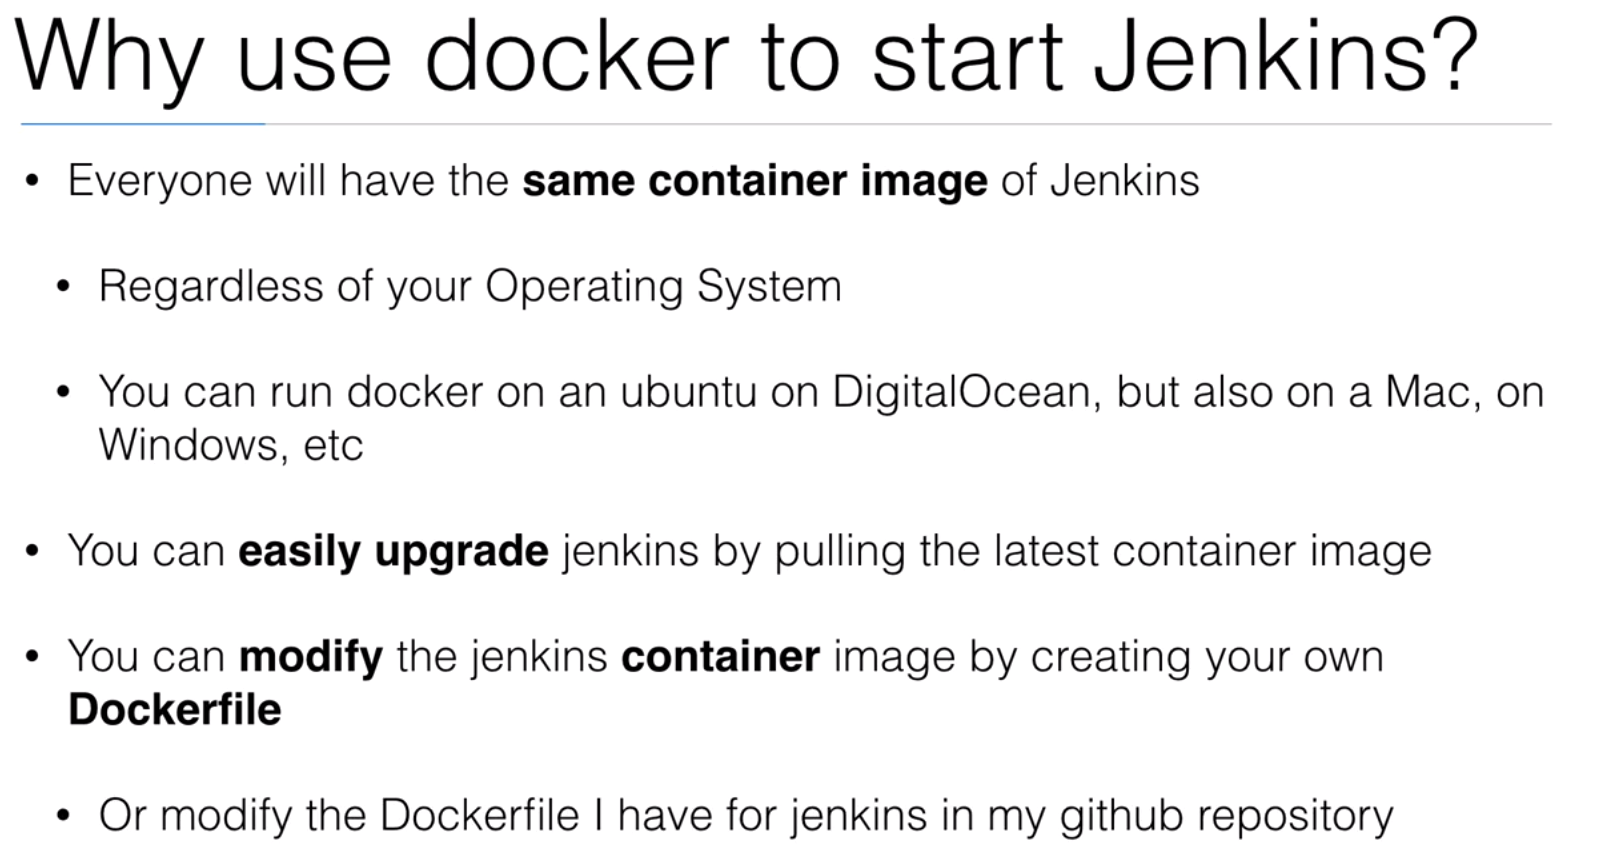 Why use docker to start Jenkins?
• Everyone will have the same container image of Jenkins
• Regardless of your Operating System
• You can run docker on an ubuntu on DigitalOcean, but also on a Mac, on
Windows, etc
• You can easily upgrade jenkins by pulling the latest container image
• You can modify the jenkins container image by creating your own
Dockerfile
• Or modify the Dockerfile I have for jenkins in my github repository